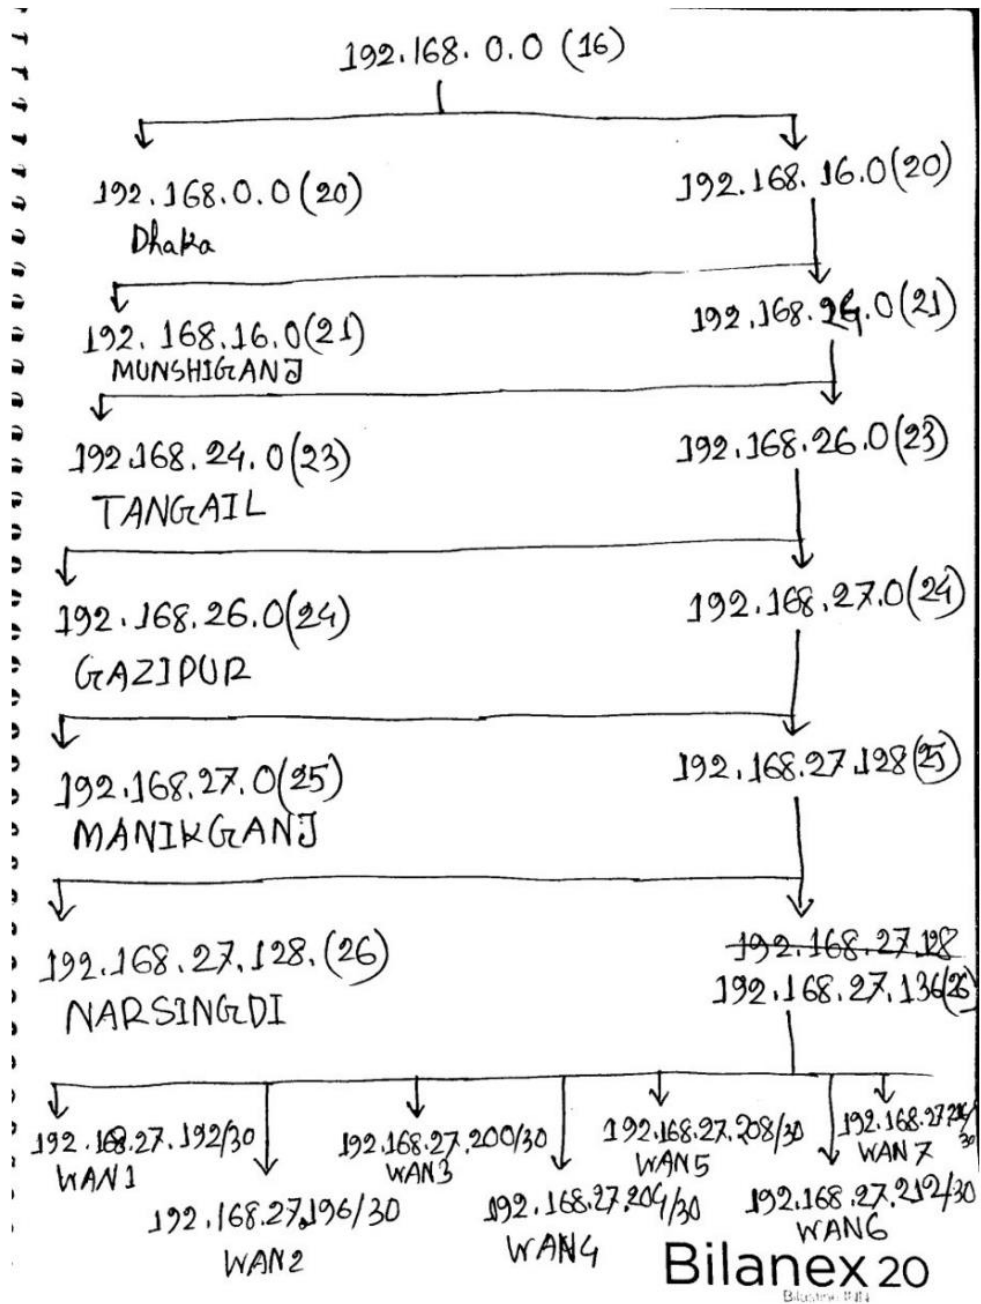 192.168.0.0 (16)
192.168.0.0 (20)
192.168.16.0 (20)
Dhaka
192.168.16.0 (21)
192.168.24.0 (21)
MUNSHIGANJ
192.168.24.0 (23)
192.168.26.0 (23)
TANGAIL
192.168.26.0 (24)
192.168.27.0 (24)
GAZIPUR
192.168.27.0 (25)
192.168.27.128 (25)
MANIKGANJ
192.168.27.128. (26)
192.168.27.128
192.168.27.136 (26)
NARSINGDI
192.168.27.192/30
WAN1
192.168.27.196/30
WAN2
192.168.27.200/30
WAN3
192.168.27.204/30
WAN4
192.168.27.208/30
WAN5
192.168.27.212/30
WAN6
192.168.27.216/30
WAN7
Bilanex 20